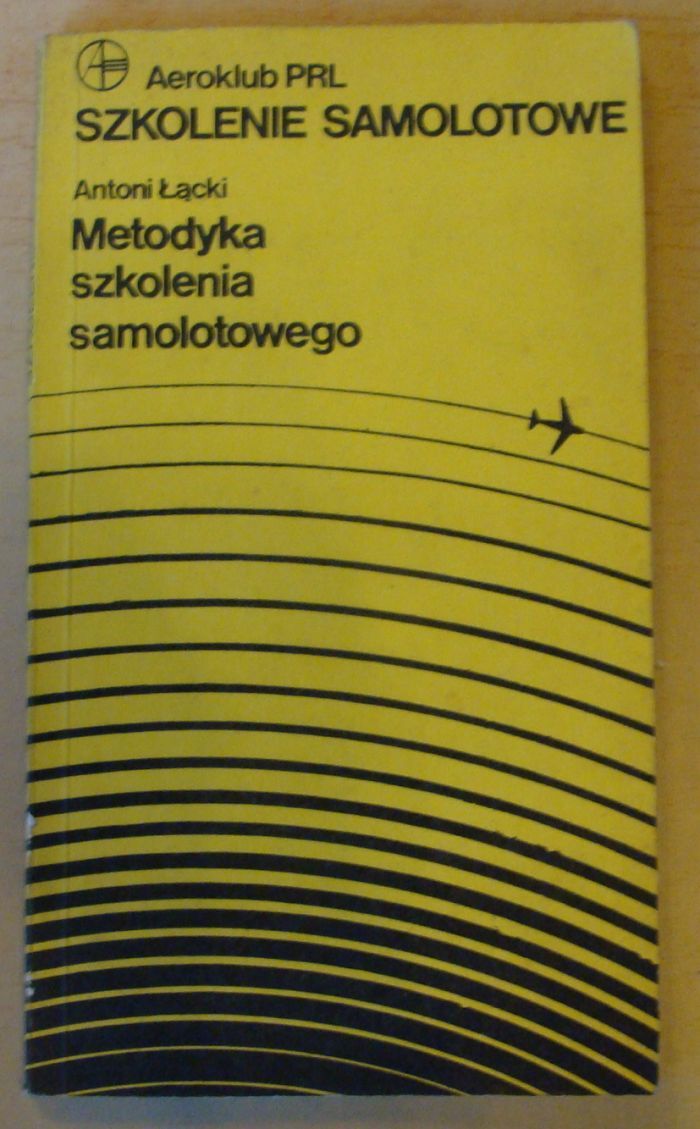 Aeroklub PRL
SZKOLENIE SAMOLOTOWE
Antoni Łącki
Metodyka
szkolenia
samolotowego